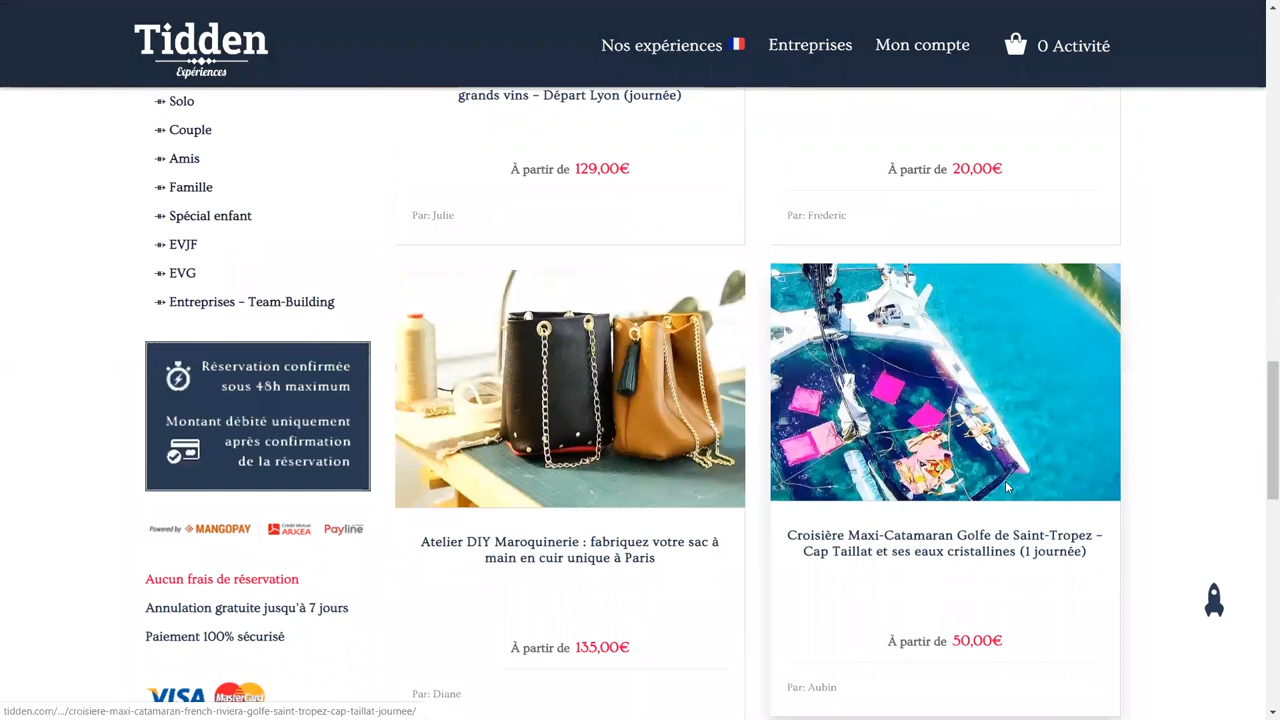 Tidden
Expériences
Nos expériences
Entreprises
Mon compte
0 Activité
⇻ Solo
⇻ Couple
⇻ Amis
⇻ Famille
⇻ Spécial enfant
⇻ EVJF
⇻ EVG
⇻ Entreprises – Team-Building
Réservation confirmée
sous 48h maximum
Montant débité uniquement
après confirmation
de la réservation
Powered by MANGOPAY
Crédit Mutuel
ARKEA
Payline
Aucun frais de réservation
Annulation gratuite jusqu'à 7 jours
Paiement 100% sécurisé
VISA
MasterCard
grands vins – Départ Lyon (journée)
À partir de 129,00€
Par: Julie
À partir de 20,00€
Par: Frederic
Atelier DIY Maroquinerie : fabriquez votre sac à
main en cuir unique à Paris
À partir de 135,00€
Par: Diane
Croisière Maxi-Catamaran Golfe de Saint-Tropez –
Cap Taillat et ses eaux cristallines (1 journée)
À partir de 50,00€
Par: Aubin
tidden.com/.../croisiere-maxi-catamaran-french-riviera-golfe-saint-tropez-cap-taillat-journee/